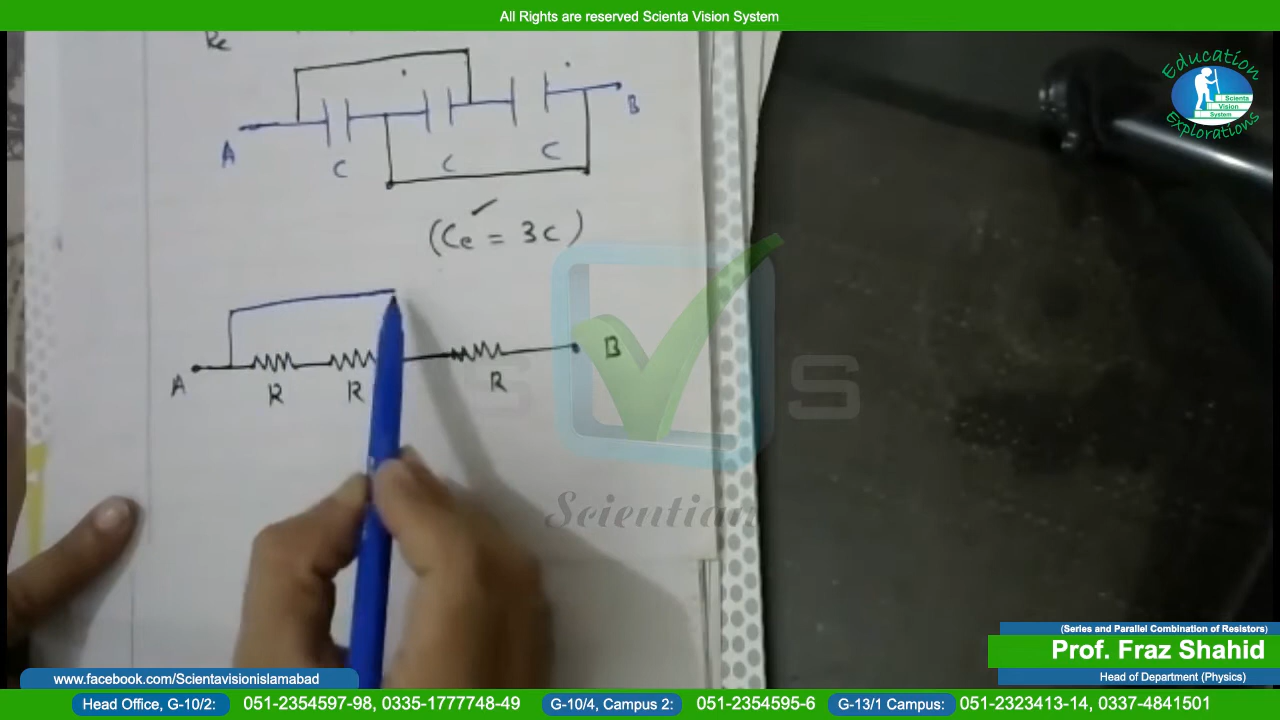 All Rights are reserved Scienta Vision System
Re
Education
Scienta
Vision
System
Explorations
A
B
C
C
C
(Ce = 3C)
A
R
R
R
B
S
Scientian
(Series and Parallel Combination of Resistors)
Prof. Fraz Shahid
Head of Department (Physics)
www.facebook.com/Scientavisionislamabad
Head Office, G-10/2: 051-2354597-98, 0335-1777748-49 G-10/4, Campus 2: 051-2354595-6 G-13/1 Campus: 051-2323413-14, 0337-4841501